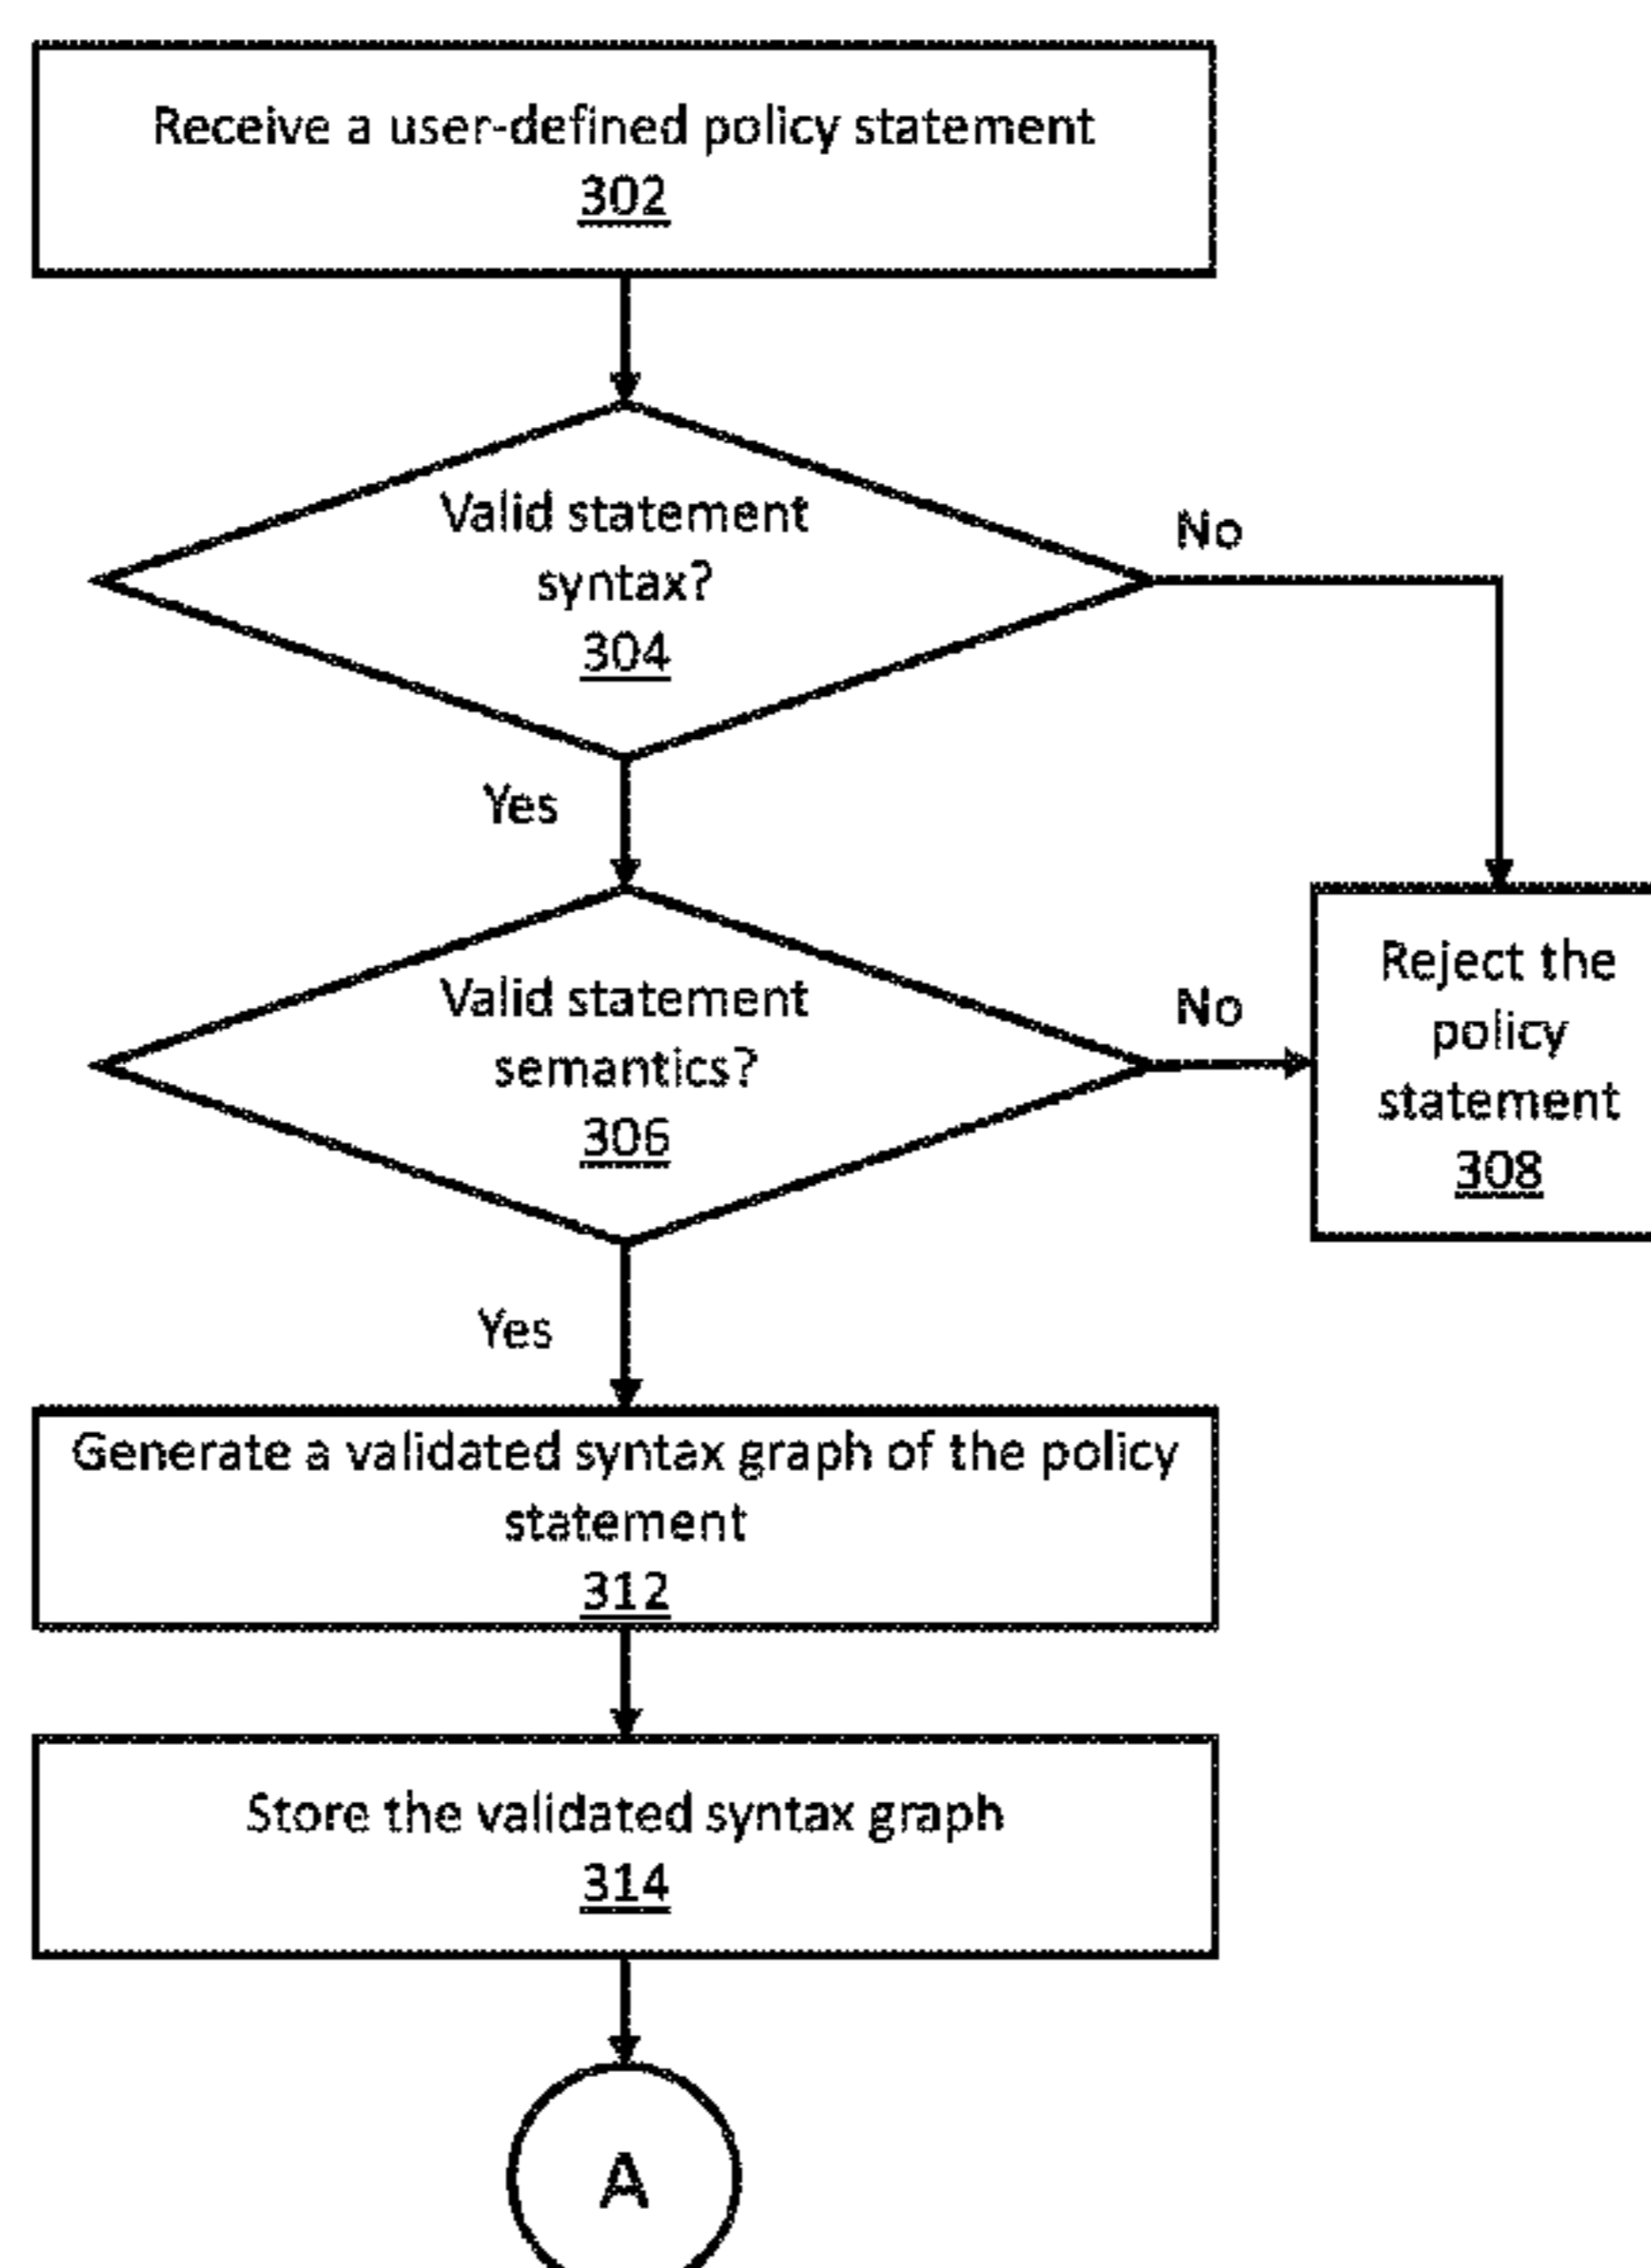 Receive a user-defined policy statement
302
Valid statement
syntax?
304
No
Yes
Valid statement
semantics?
306
No
Reject the
policy
statement
308
Yes
Generate a validated syntax graph of the policy
statement
312
Store the validated syntax graph
314
A